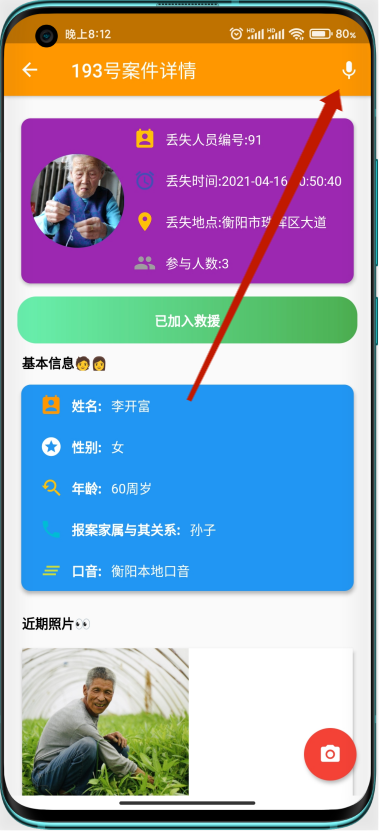 晚上8:12
80%
193号案件详情
丢失人员编号:91
丢失时间:2021-04-16 0:50:40
丢失地点:衡阳市珠晖区大道
参与人数:3
已加入救援
基本信息🧑👩
姓名: 李开富
性别: 女
年龄: 60周岁
报案家属与其关系: 孙子
口音: 衡阳本地口音
近期照片👀